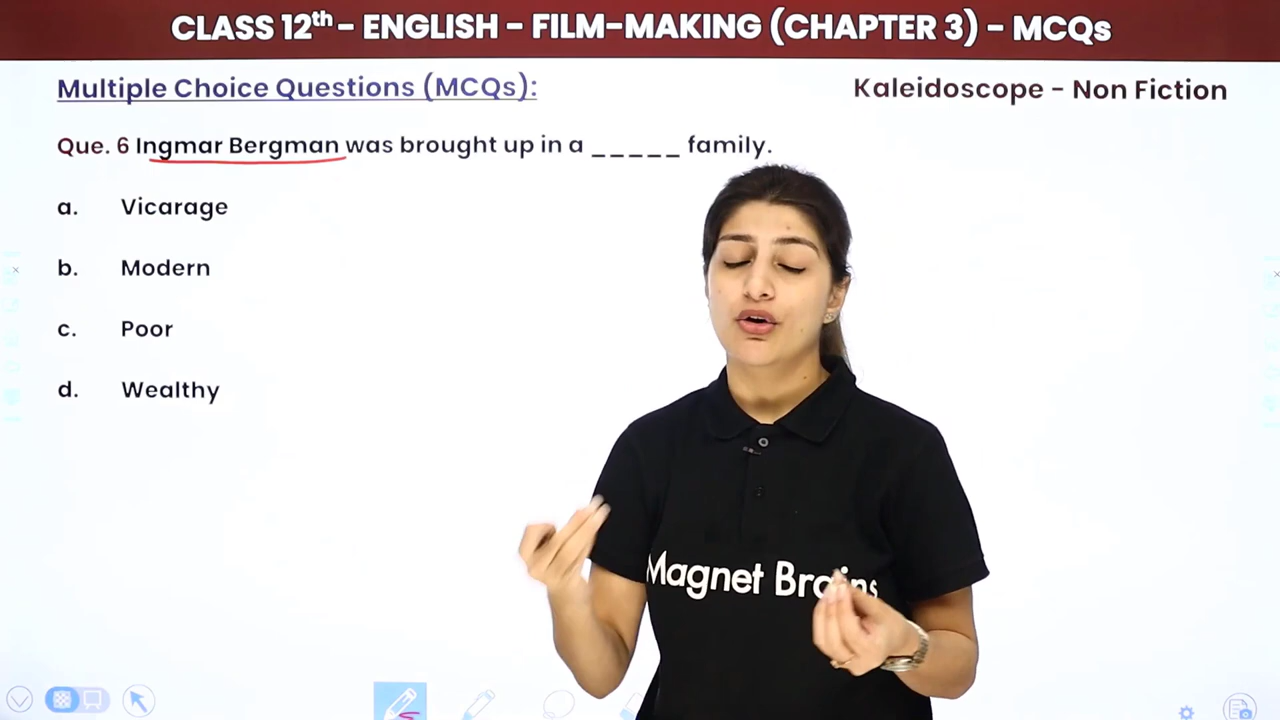 CLASS 12th - ENGLISH - FILM-MAKING (CHAPTER 3) - MCQs
Multiple Choice Questions (MCQs):
Kaleidoscope - Non Fiction
Que. 6 Ingmar Bergman was brought up in a _____ family.
a. Vicarage
b. Modern
c. Poor
d. Wealthy
Magnet Brains